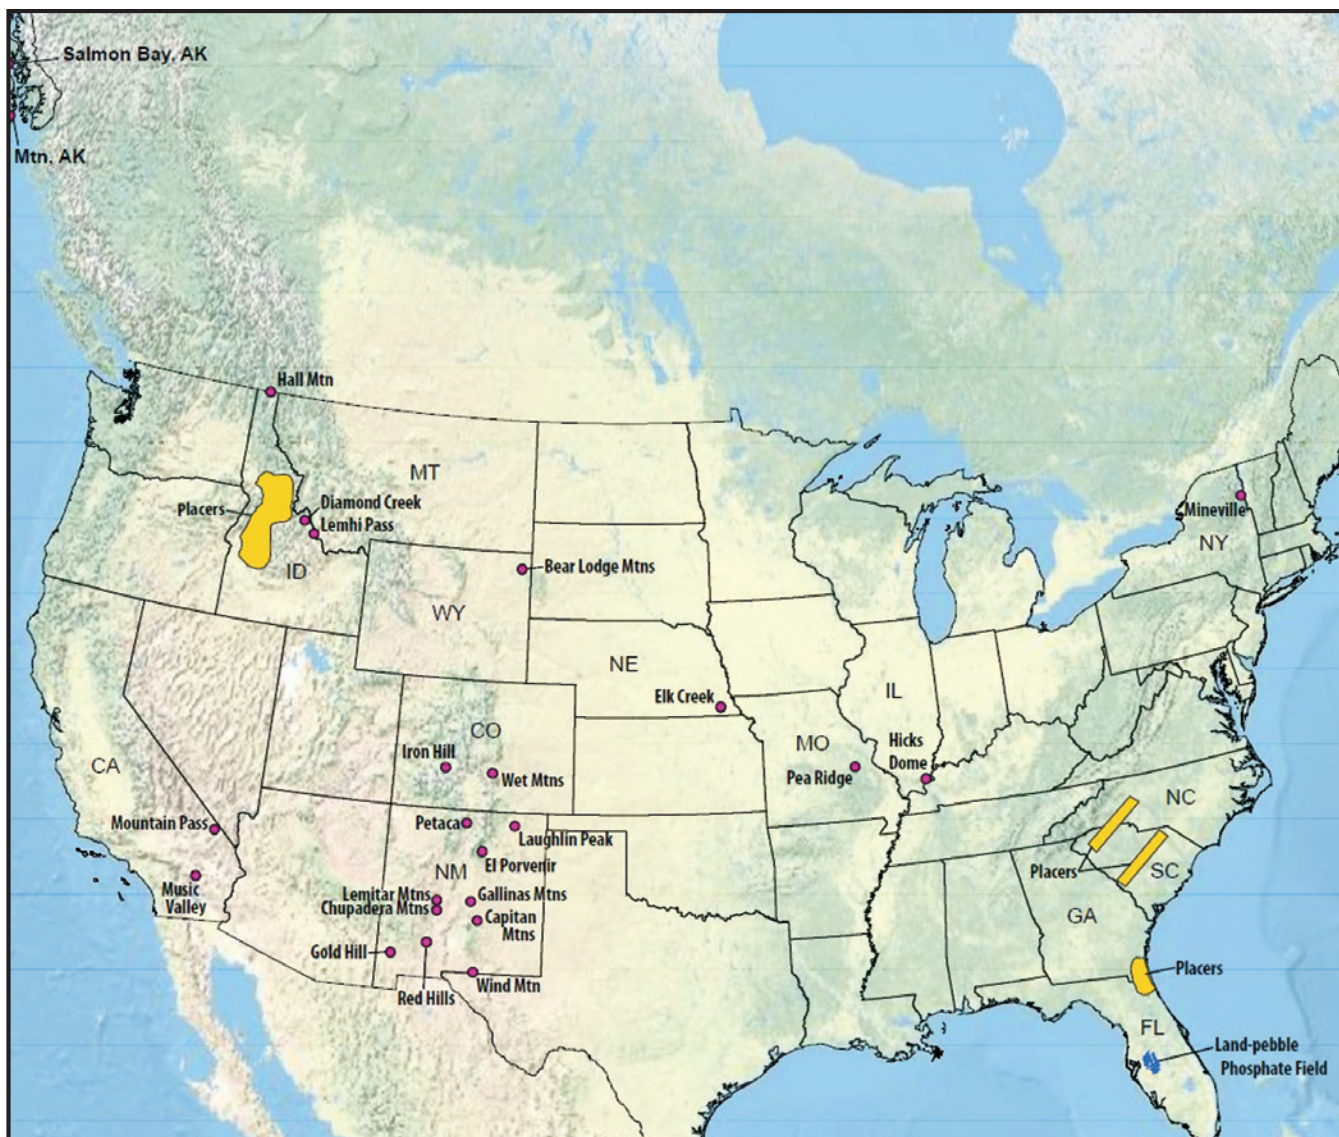 Salmon Bay, AK
Mtn, AK
Hall Mtn
MT
Placers
Diamond Creek
Lemhi Pass
ID
Mineville
NY
Bear Lodge Mtns
WY
NE
Elk Creek
IL
CO
Iron Hill
Wet Mtns
MO
Pea Ridge
Hicks
Dome
CA
Mountain Pass
NC
Petaca
Laughlin Peak
El Porvenir
NM
Placers
SC
Music
Valley
Lemitar Mtns
Chupadera Mtns
Gallinas Mtns
Capitan
Mtns
GA
Gold Hill
Red Hills
Wind Mtn
Placers
FL
Land-pebble
Phosphate Field